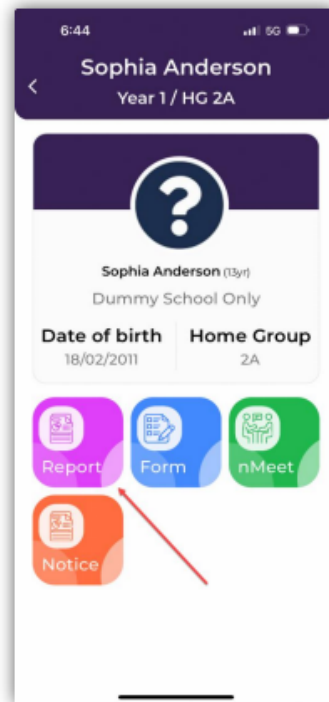 6:44
5G
Sophia Anderson
Year 1 / HG 2A
?
Sophia Anderson (13yr)
Dummy School Only
Date of birth Home Group
18/02/2011 2A
Report Form nMeet
Notice